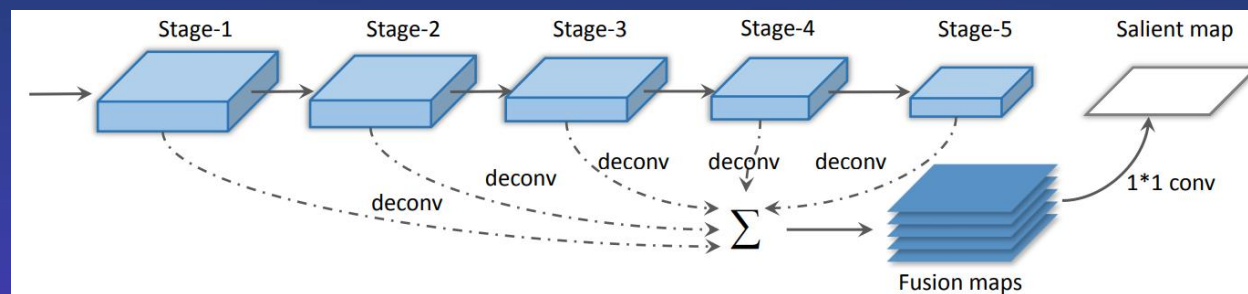 Stage-1
Stage-2
Stage-3
Stage-4
Stage-5
Salient map
deconv
deconv
deconv
deconv
deconv
∑
1*1 conv
Fusion maps